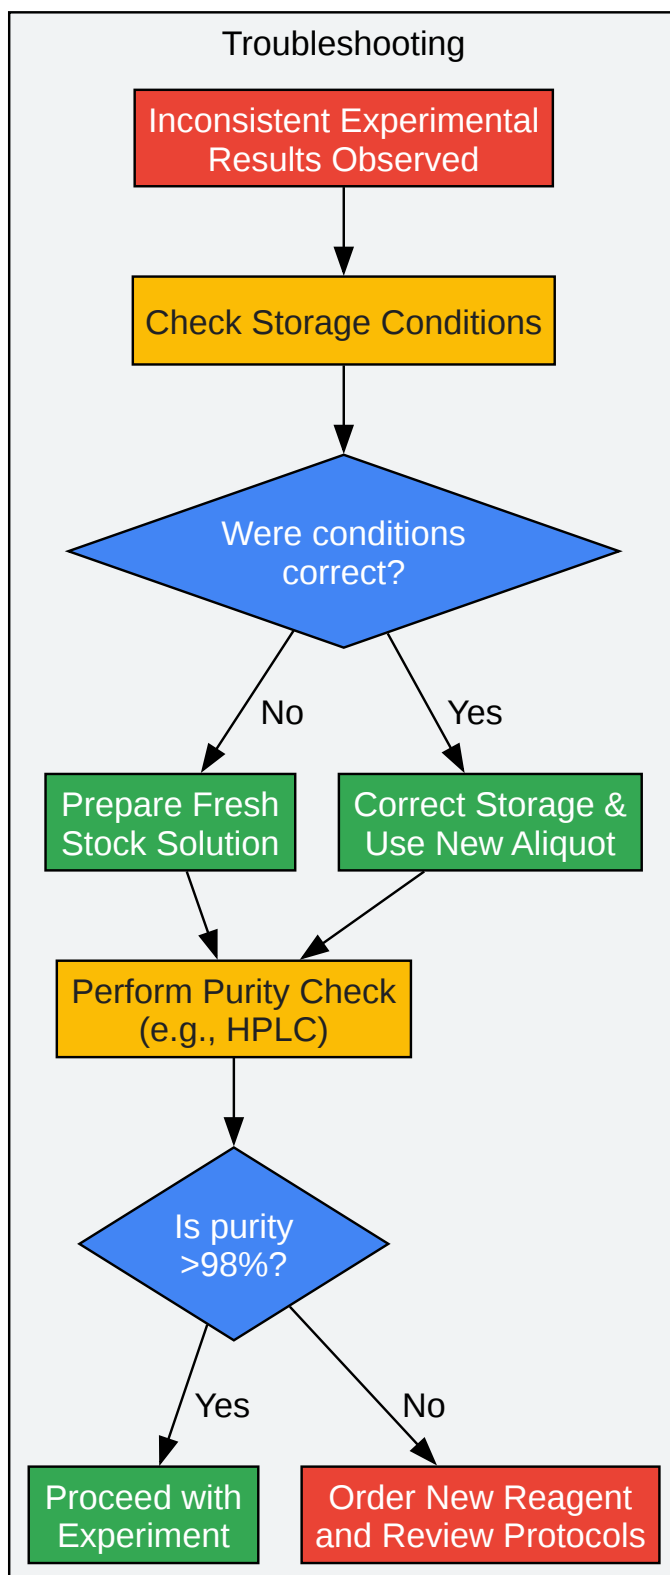 Troubleshooting
Inconsistent Experimental
Results Observed
Check Storage Conditions
Were conditions
correct?
No
Yes
Prepare Fresh
Stock Solution
Correct Storage &
Use New Aliquot
Perform Purity Check
(e.g., HPLC)
Is purity
>98%?
Yes
No
Proceed with
Experiment
Order New Reagent
and Review Protocols